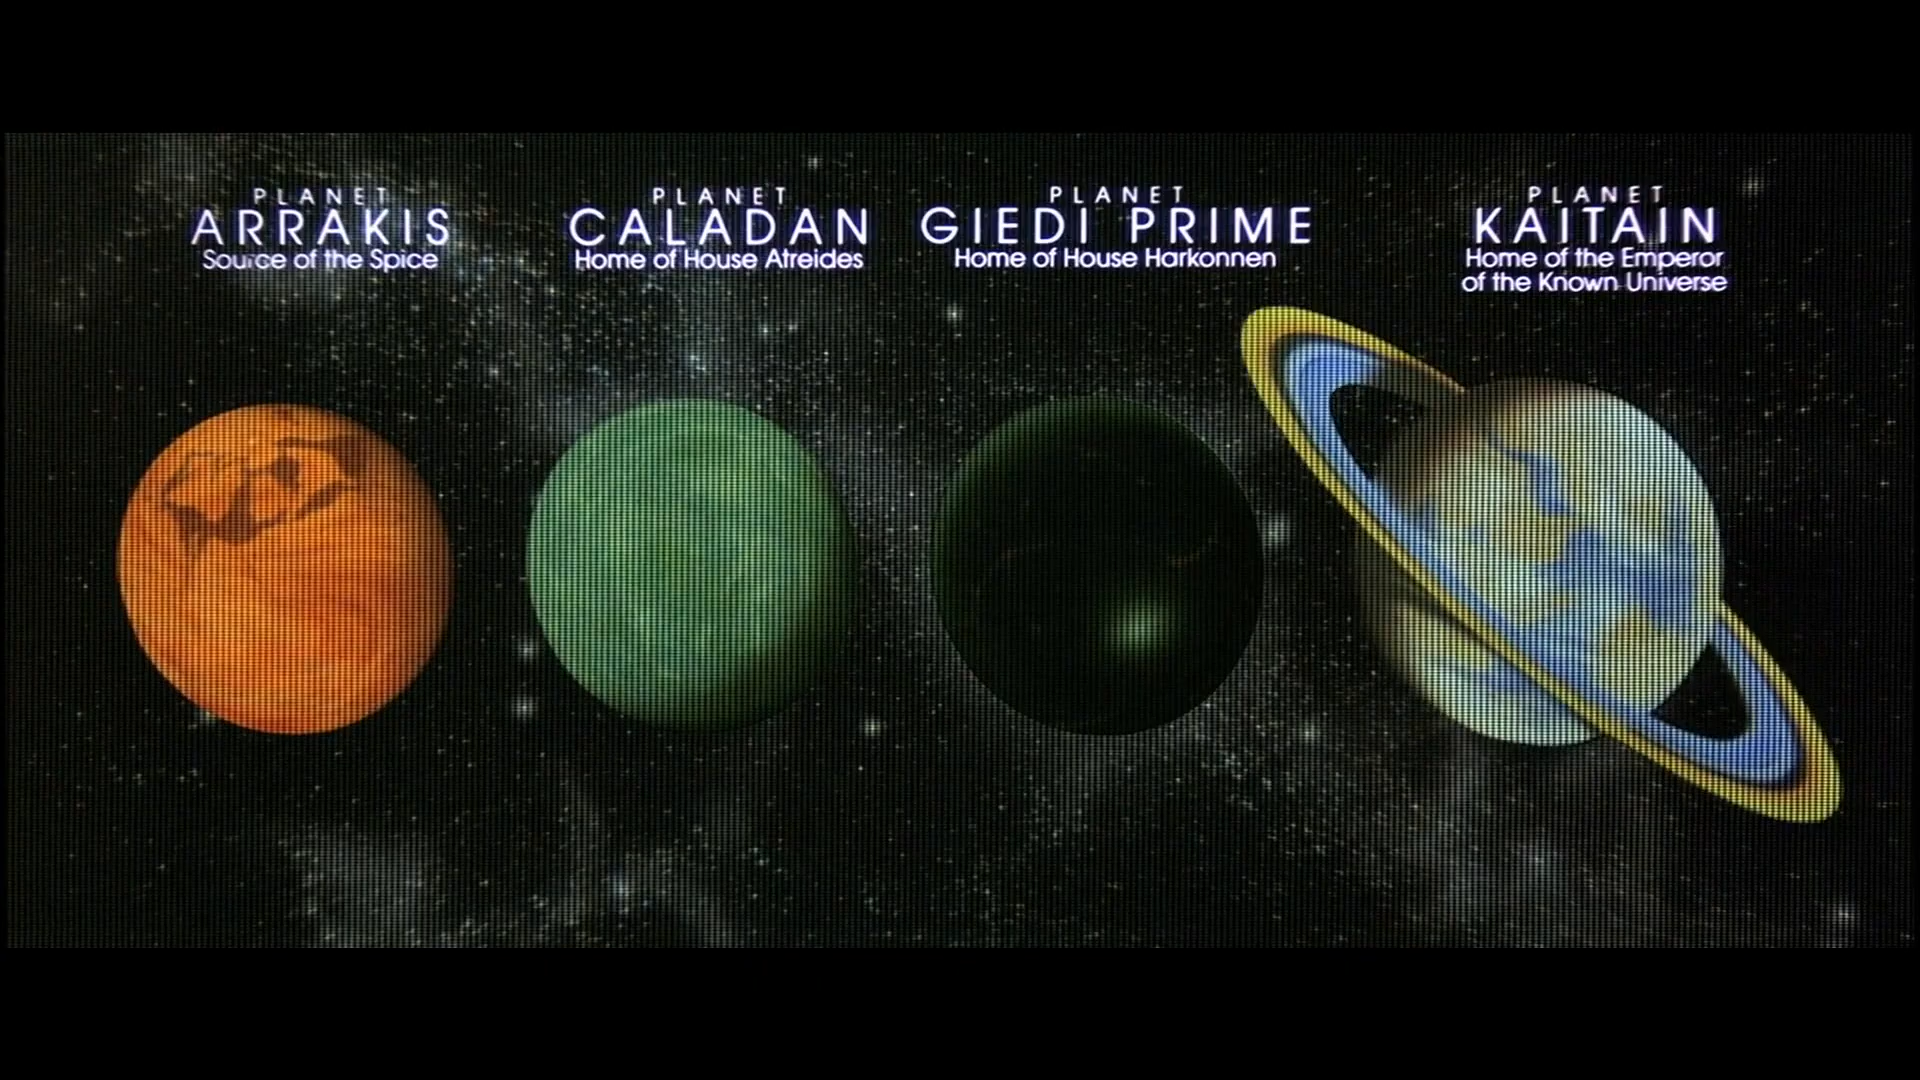 PLANET
ARRAKIS
Source of the Spice
PLANET
CALADAN
Home of House Atreides
PLANET
GIEDI PRIME
Home of House Harkonnen
PLANET
KAITAIN
Home of the Emperor
of the Known Universe